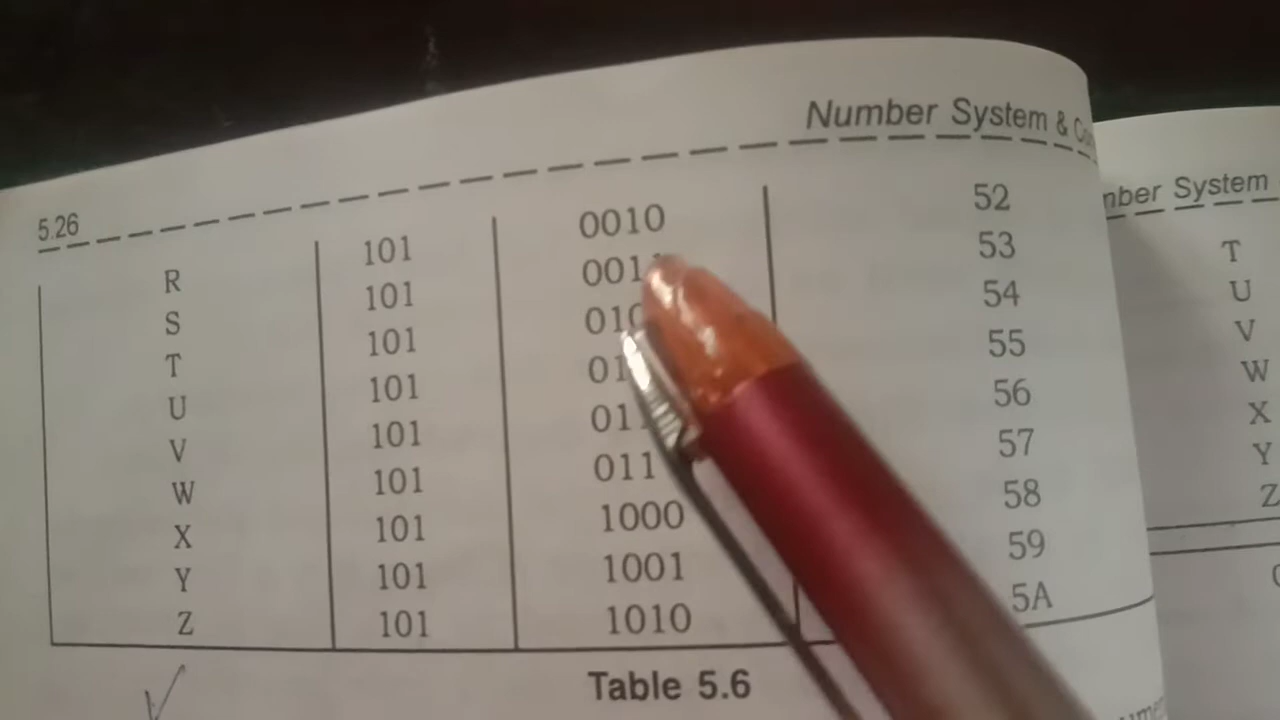 Number System &
5.26
R 101 0010 52
S 101 53
T 101 54
U 101 55
V 101 56
W 101 57
X 101 1000 58
Y 101 1001 59
Z 101 1010 5A
Table 5.6
System
T
U
V
W
X
Y
Z